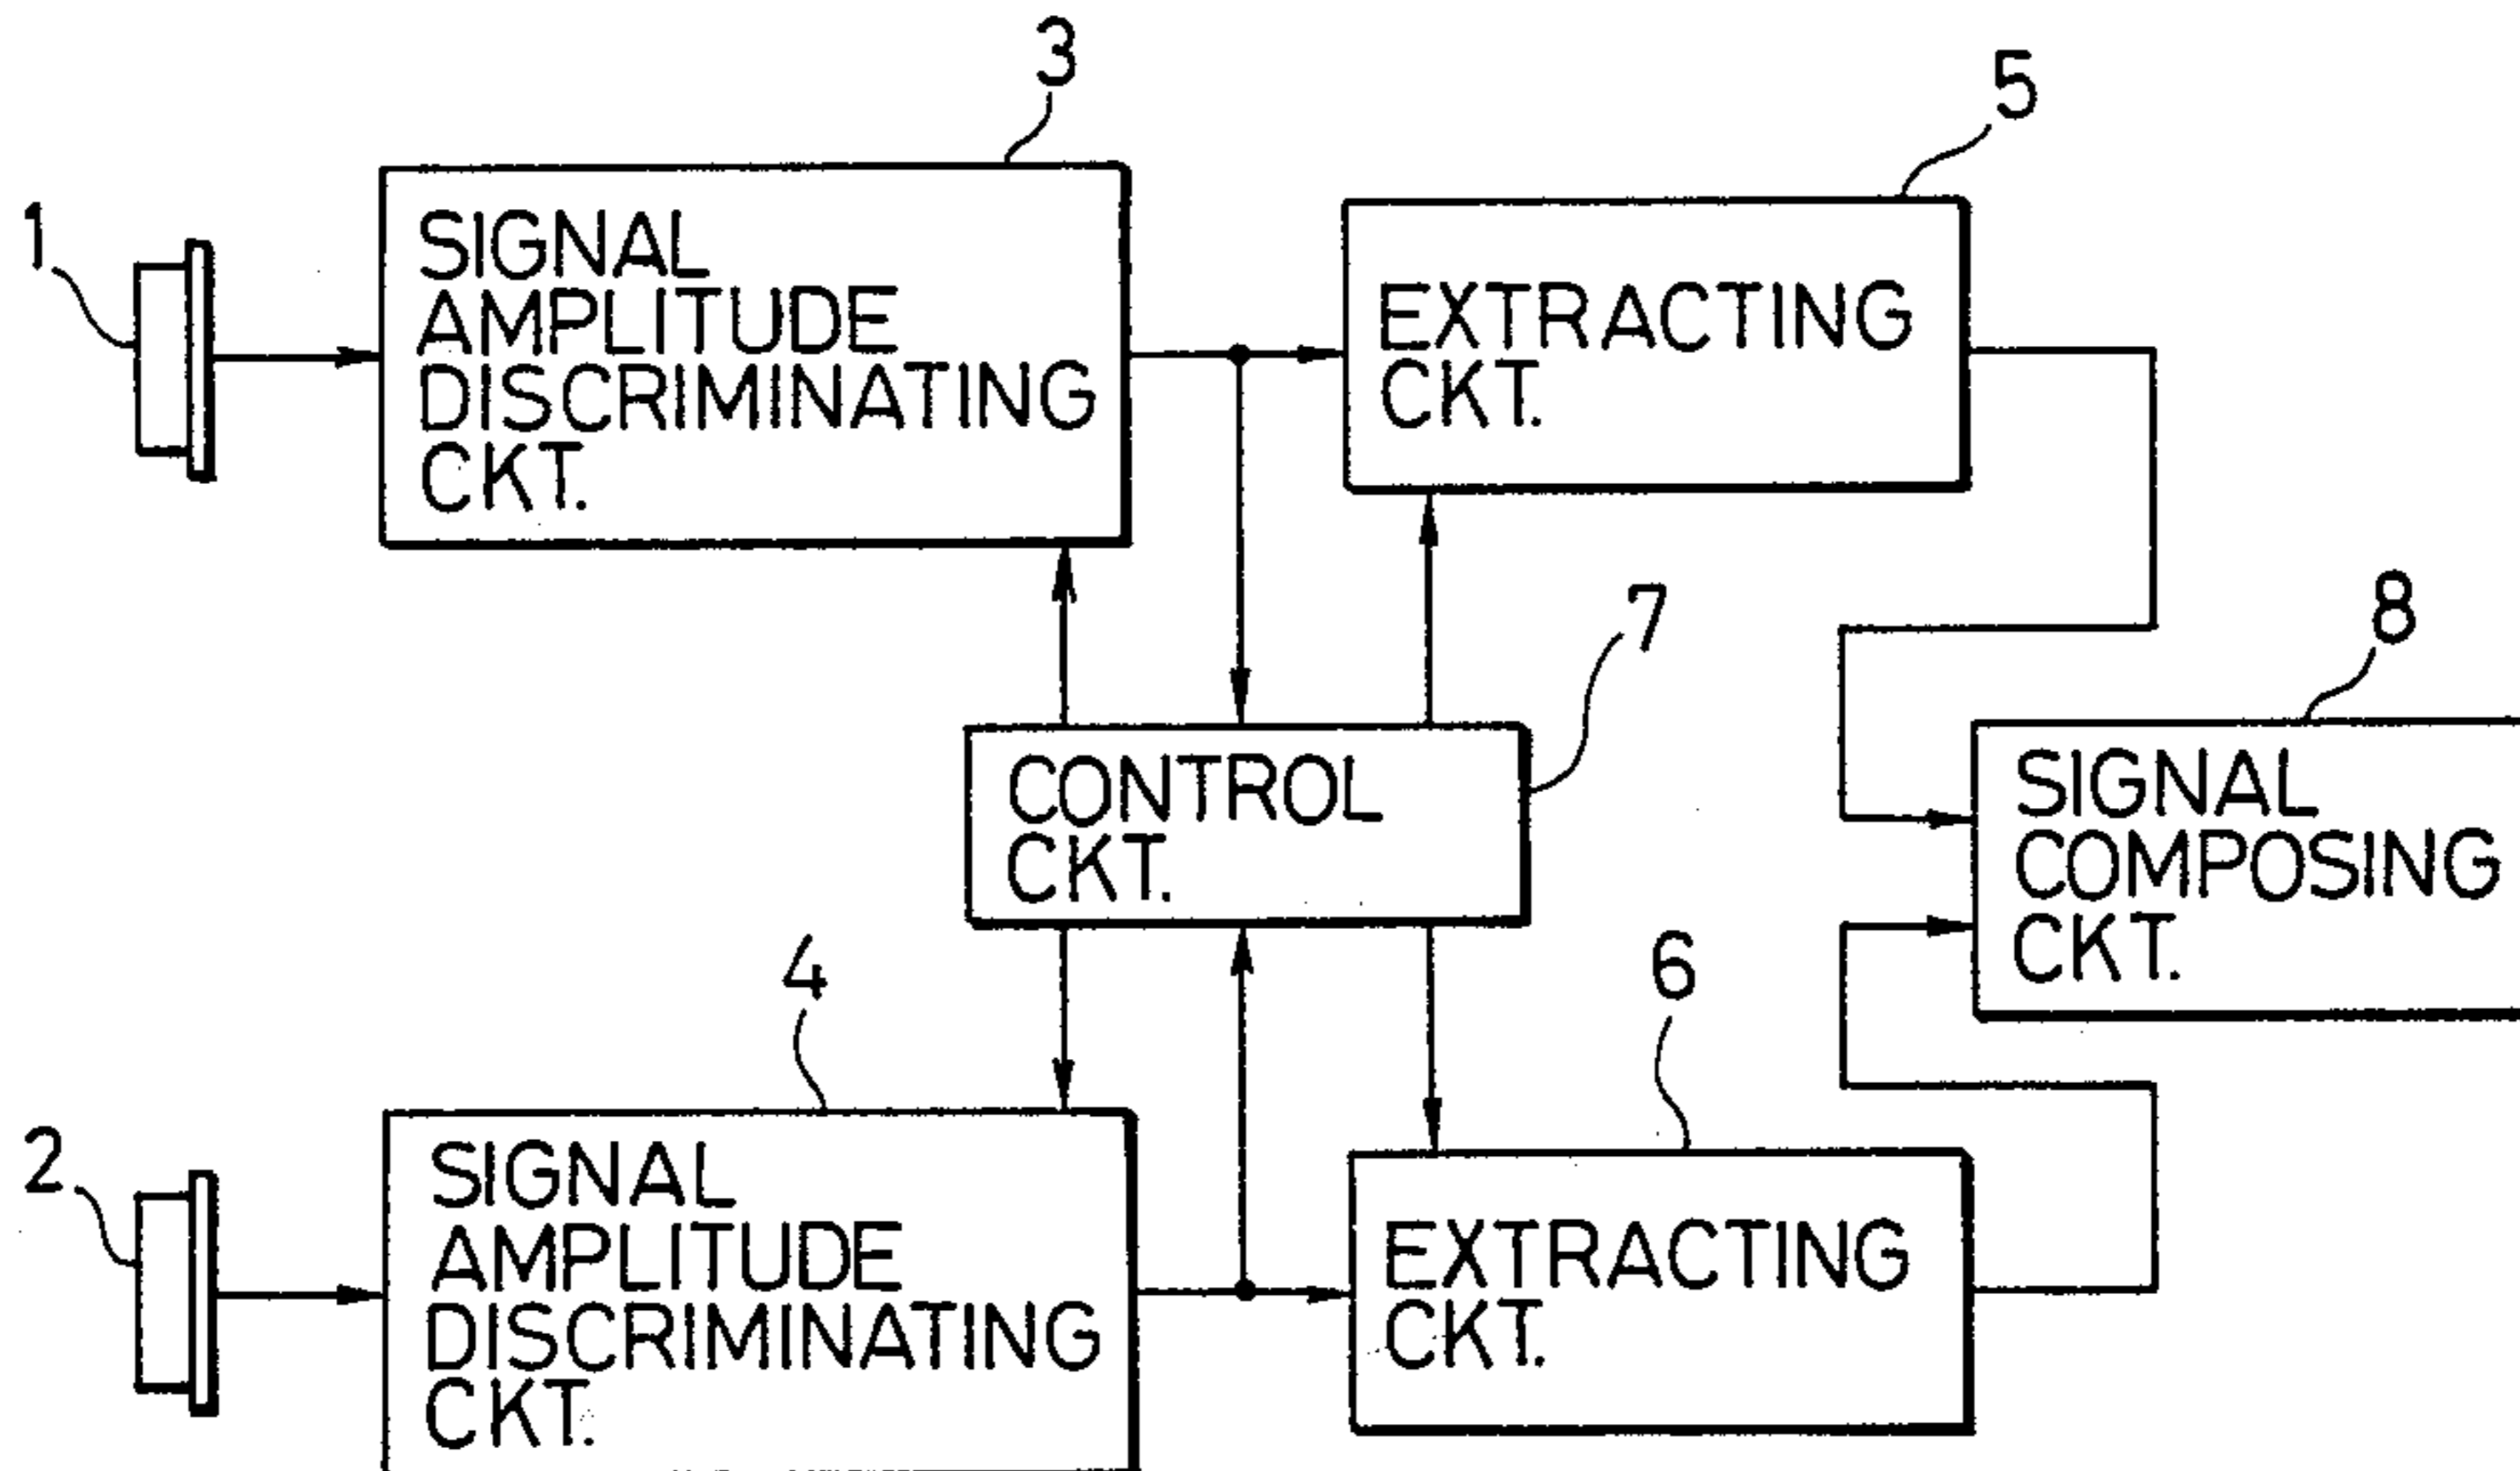 3
5
1
SIGNAL
AMPLITUDE
DISCRIMINATING
CKT.
EXTRACTING
CKT.
7
8
CONTROL
CKT.
SIGNAL
COMPOSING
CKT.
4
6
2
SIGNAL
AMPLITUDE
DISCRIMINATING
CKT.
EXTRACTING
CKT.